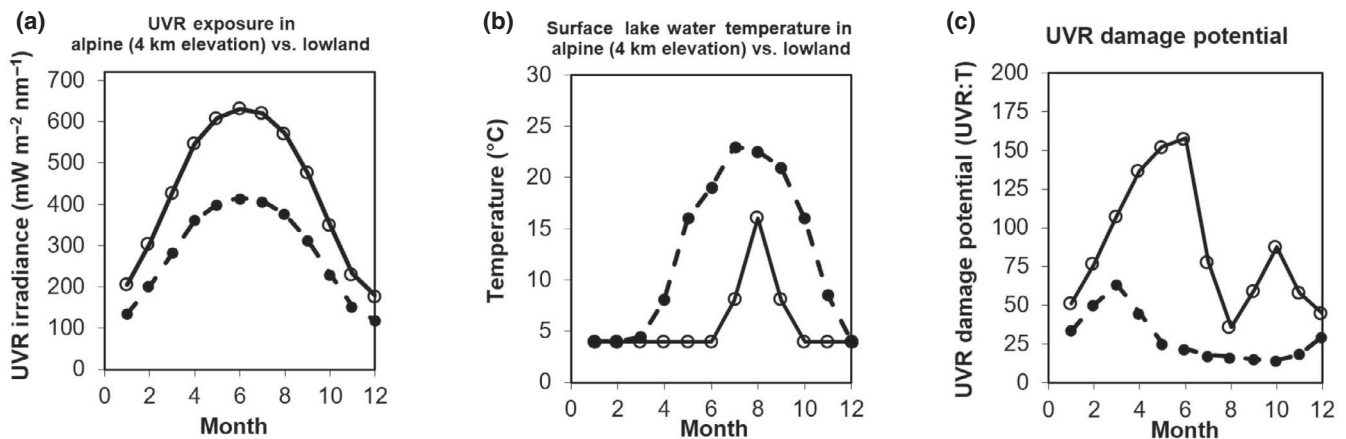 (a)
UVR exposure in
alpine (4 km elevation) vs. lowland
UVR irradiance (mW m⁻² nm⁻¹)
700
600
500
400
300
200
100
0
0 2 4 6 8 10 12
Month
(b)
Surface lake water temperature in
alpine (4 km elevation) vs. lowland
Temperature (°C)
30
25
20
15
10
5
0
0 2 4 6 8 10 12
Month
(c)
UVR damage potential
UVR damage potential (UVR:T)
200
175
150
125
100
75
50
25
0
0 2 4 6 8 10 12
Month